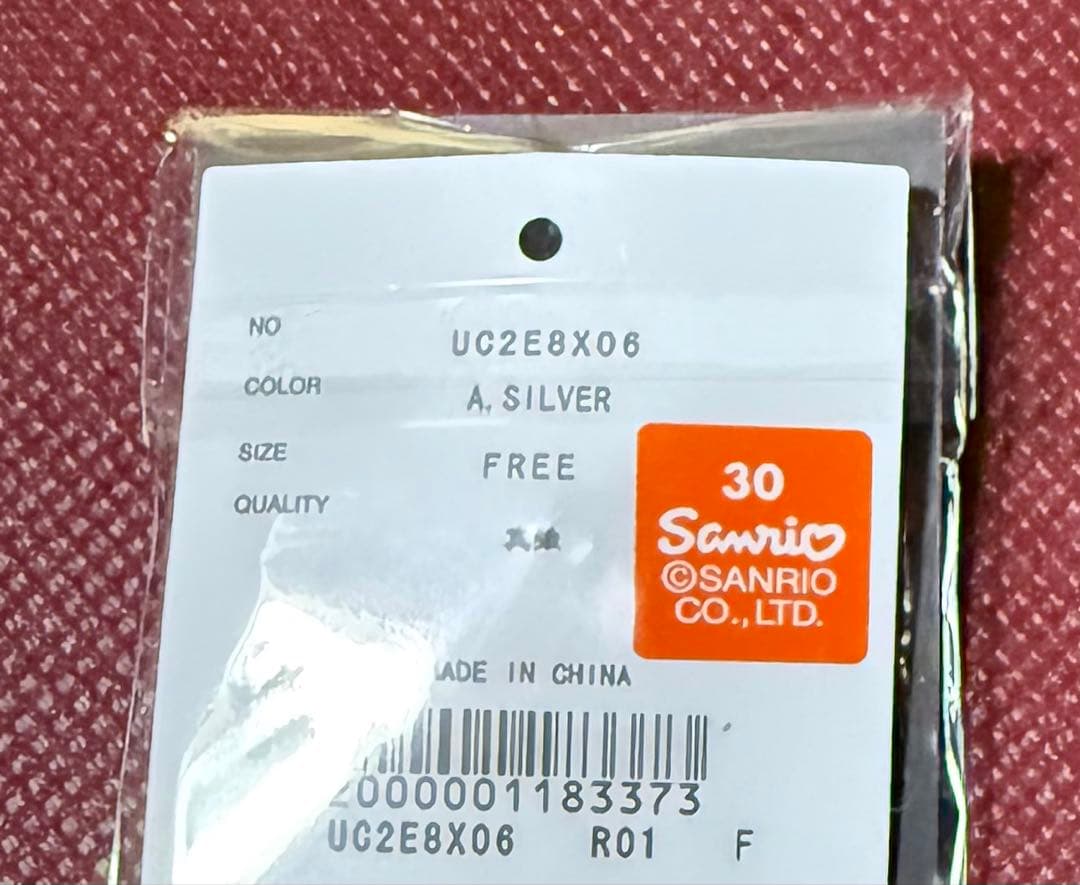 NO UC2E8X06
COLOR A. SILVER
SIZE FREE
QUALITY 真鍮
30
Sanrio
©SANRIO
CO., LTD.
MADE IN CHINA
2000001183373
UC2E8X06 R01 F